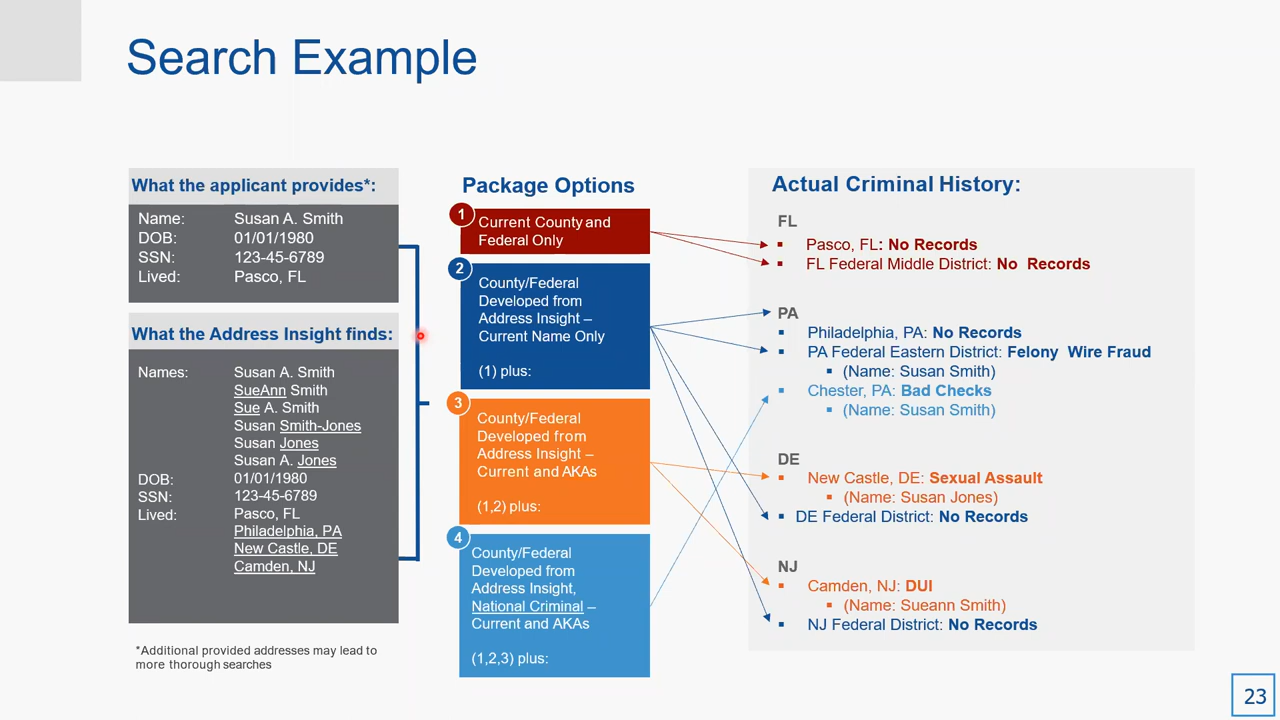 Search Example
What the applicant provides*:
Name: Susan A. Smith
DOB: 01/01/1980
SSN: 123-45-6789
Lived: Pasco, FL
What the Address Insight finds:
Names: Susan A. Smith
SueAnn Smith
Sue A. Smith
Susan Smith-Jones
Susan Jones
Susan A. Jones
DOB: 01/01/1980
SSN: 123-45-6789
Lived: Pasco, FL
Philadelphia, PA
New Castle, DE
Camden, NJ
*Additional provided addresses may lead to
more thorough searches
Package Options
1
Current County and
Federal Only
2
County/Federal
Developed from
Address Insight –
Current Name Only
(1) plus:
3
County/Federal
Developed from
Address Insight –
Current and AKAs
(1,2) plus:
4
County/Federal
Developed from
Address Insight,
National Criminal –
Current and AKAs
(1,2,3) plus:
Actual Criminal History:
FL
▪ Pasco, FL: No Records
▪ FL Federal Middle District: No Records
PA
▪ Philadelphia, PA: No Records
▪ PA Federal Eastern District: Felony Wire Fraud
▪ (Name: Susan Smith)
▪ Chester, PA: Bad Checks
▪ (Name: Susan Smith)
DE
▪ New Castle, DE: Sexual Assault
▪ (Name: Susan Jones)
▪ DE Federal District: No Records
NJ
▪ Camden, NJ: DUI
▪ (Name: Sueann Smith)
▪ NJ Federal District: No Records
23